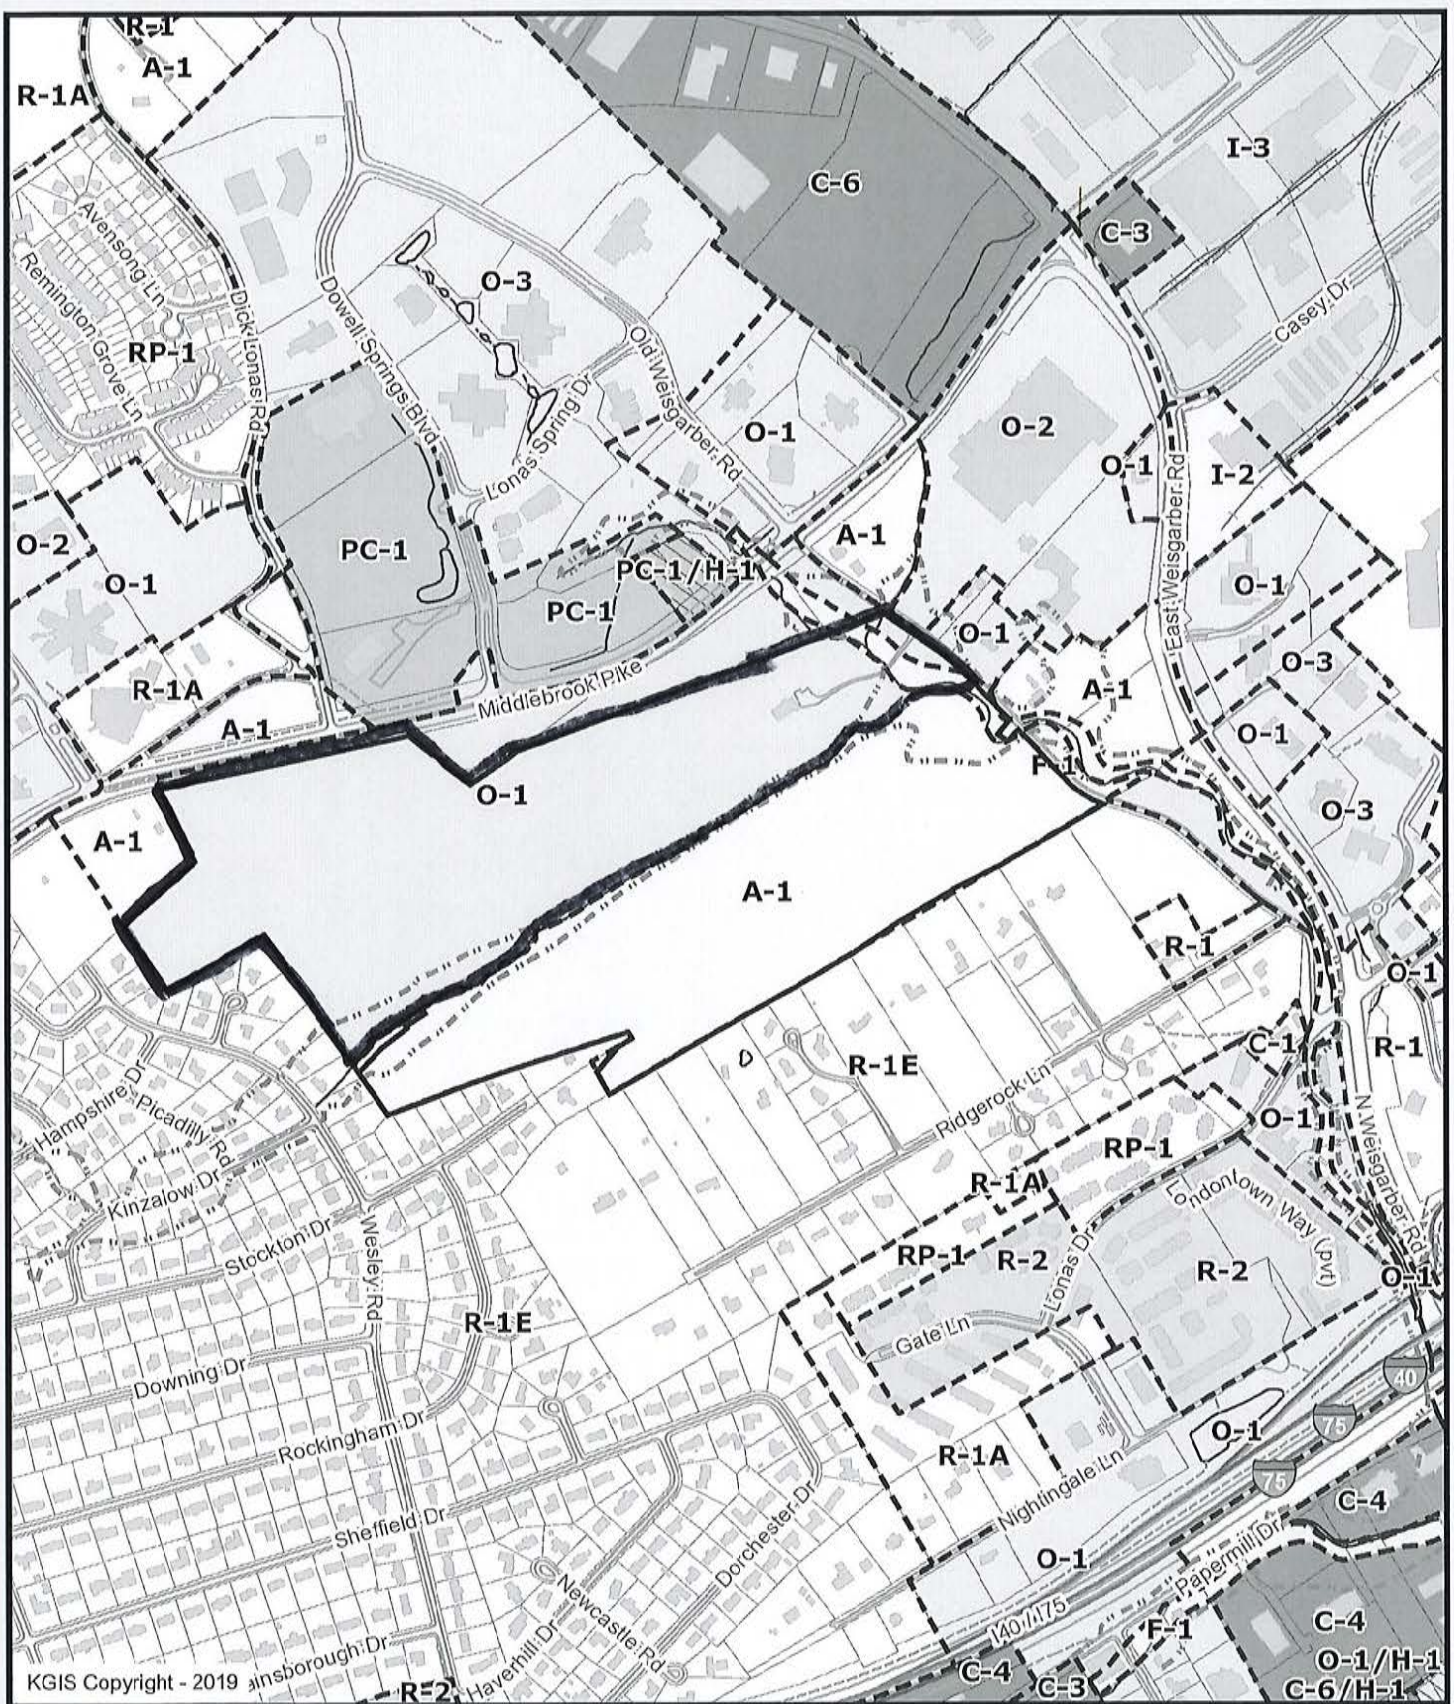 R-1
A-1
R-1A
C-6
I-3
C-3
Avensong Ln
Remington Grove Ln
RP-1
Dick Lonas Rd
Dowell Springs Blvd
O-3
Old Weisgarber Rd
Lonas Spring Dr
Casey Dr
O-1
O-2
O-1
I-2
East Weisgarber Rd
A-1
O-2
O-1
PC-1
PC-1/H-1
PC-1
O-1
O-1
O-3
R-1A
A-1
Middlebrook Pike
A-1
O-1
F-1
O-1
O-3
A-1
A-1
R-1
O-1
C-1
R-1
R-1E
Ridgerock Ln
O-1
N Weisgarber Rd
Hampshire Dr
Picadilly Rd
Kinzalow Dr
RP-1
R-1A
Londontown Way (pvt)
Stockton Dr
Wesley Rd
RP-1
R-2
Lonas Dr
R-2
O-1
R-1E
Gate Ln
Downing Dr
40
75
75
Rockingham Dr
O-1
R-1A
Nightingale Ln
C-4
Sheffield Dr
Dorchester Dr
O-1
Papermill Dr
Newcastle Rd
I40 / I75
F-1
C-4
O-1/H-1
C-6/H-1
KGIS Copyright - 2019
ainsborough Dr
R-2
Haverhill Dr
C-4
C-3